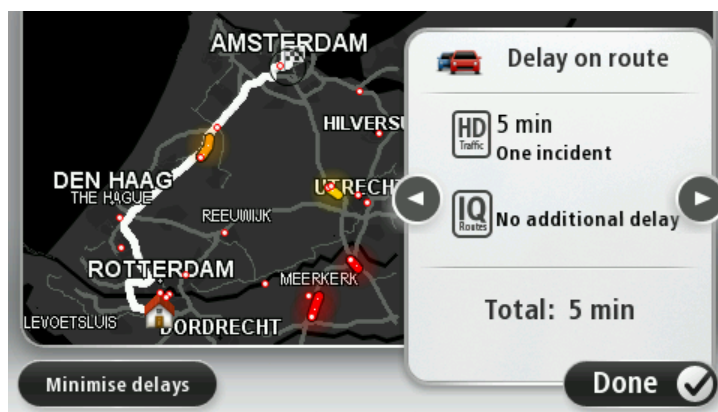 AMSTERDAM
HILVERSU
DEN HAAG
THE HAGUE
UTRECH
REEUWIJK
ROTTERDAM
MEERKERK
LEVOETSLUIS
DORDRECHT
Minimise delays
Delay on route
HD
Traffic
5 min
One incident
IQ
Routes
No additional delay
Total: 5 min
Done